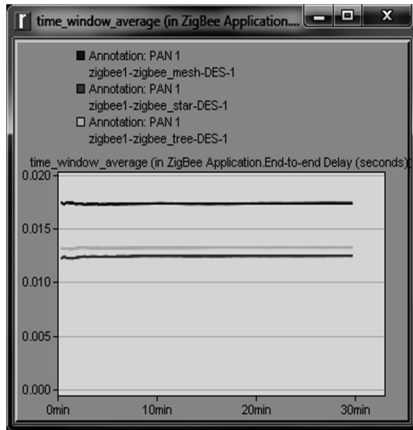 time_window_average (in ZigBee Application....
Annotation: PAN 1
zigbee1-zigbee_mesh-DES-1
Annotation: PAN 1
zigbee1-zigbee_star-DES-1
Annotation: PAN 1
zigbee1-zigbee_tree-DES-1
time_window_average (in ZigBee Application.End-to-end Delay (seconds)
0.020
0.015
0.010
0.005
0.000
0min 10min 20min 30min